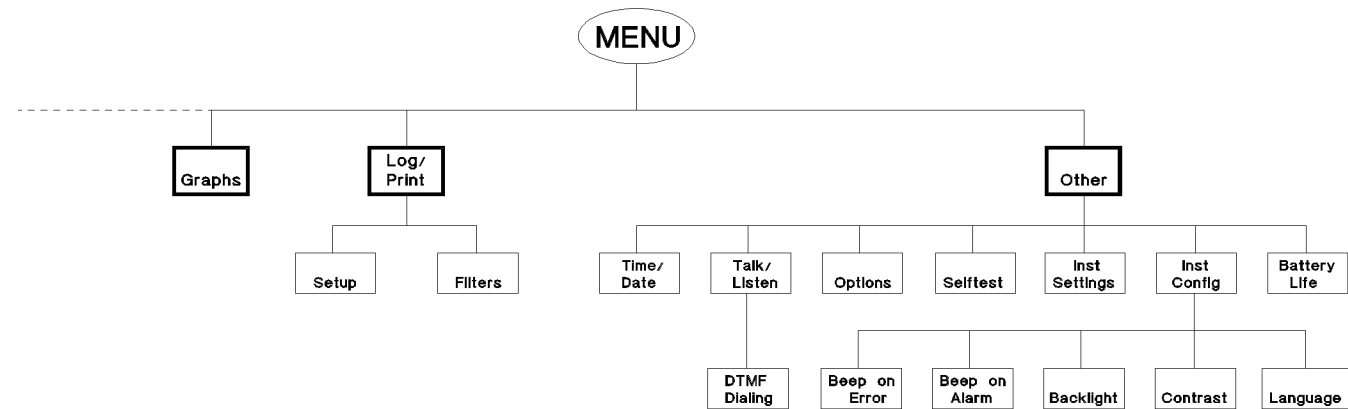 MENU
Graphs
Log/
Print
Other
Setup
Filters
Time/
Date
Talk/
Listen
Options
Selftest
Inst
Settings
Inst
Config
Battery
Life
DTMF
Dialing
Beep on
Error
Beep on
Alarm
Backlight
Contrast
Language